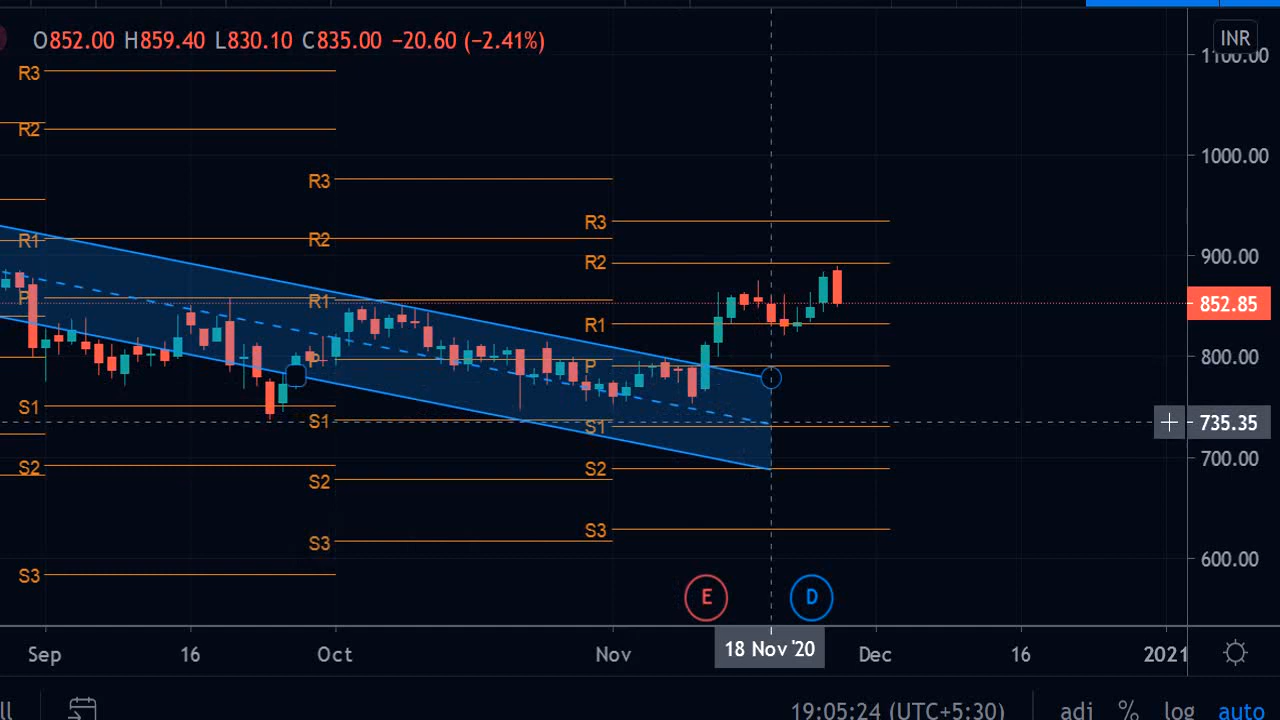 O852.00 H859.40 L830.10 C835.00 −20.60 (−2.41%)
INR
1100.00
R3
R2
1000.00
R3
R3
R1
R2
R2
900.00
P
R1
R1
852.85
P
P
800.00
S1
S1
S1
735.35
S2
S2
S2
700.00
S3
S3
600.00
S3
E
D
Sep 16 Oct Nov 18 Nov '20 Dec 16 2021
19:05:24 (UTC+5:30) adj % log auto